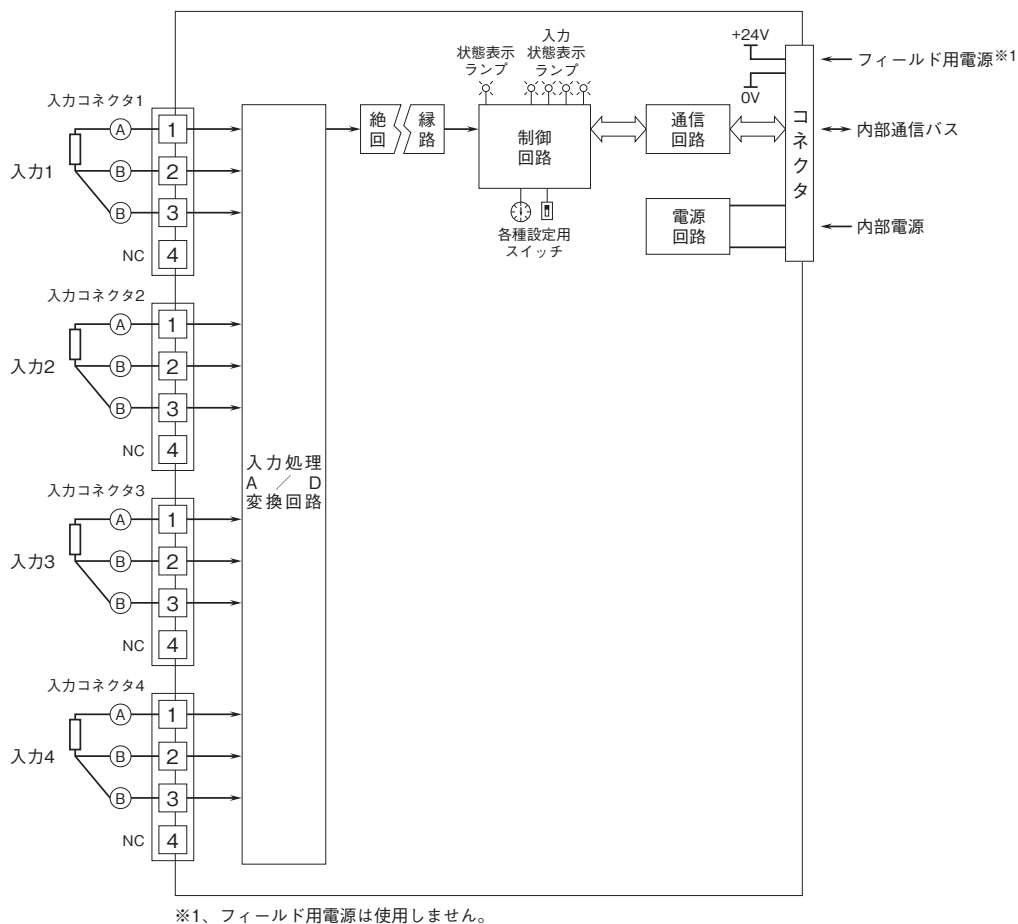 状態表示
ランプ
入力
状態表示
ランプ
+24V
0V
フィールド用電源※1
入力コネクタ1
入力1
A
B
B
NC
1
2
3
4
絶縁
回路
制御
回路
通信
回路
コネクタ
内部通信バス
各種設定用
スイッチ
電源
回路
内部電源
入力コネクタ2
入力2
A
B
B
NC
1
2
3
4
入力処理
A／D
変換回路
入力コネクタ3
入力3
A
B
B
NC
1
2
3
4
入力コネクタ4
入力4
A
B
B
NC
1
2
3
4
※1、フィールド用電源は使用しません。